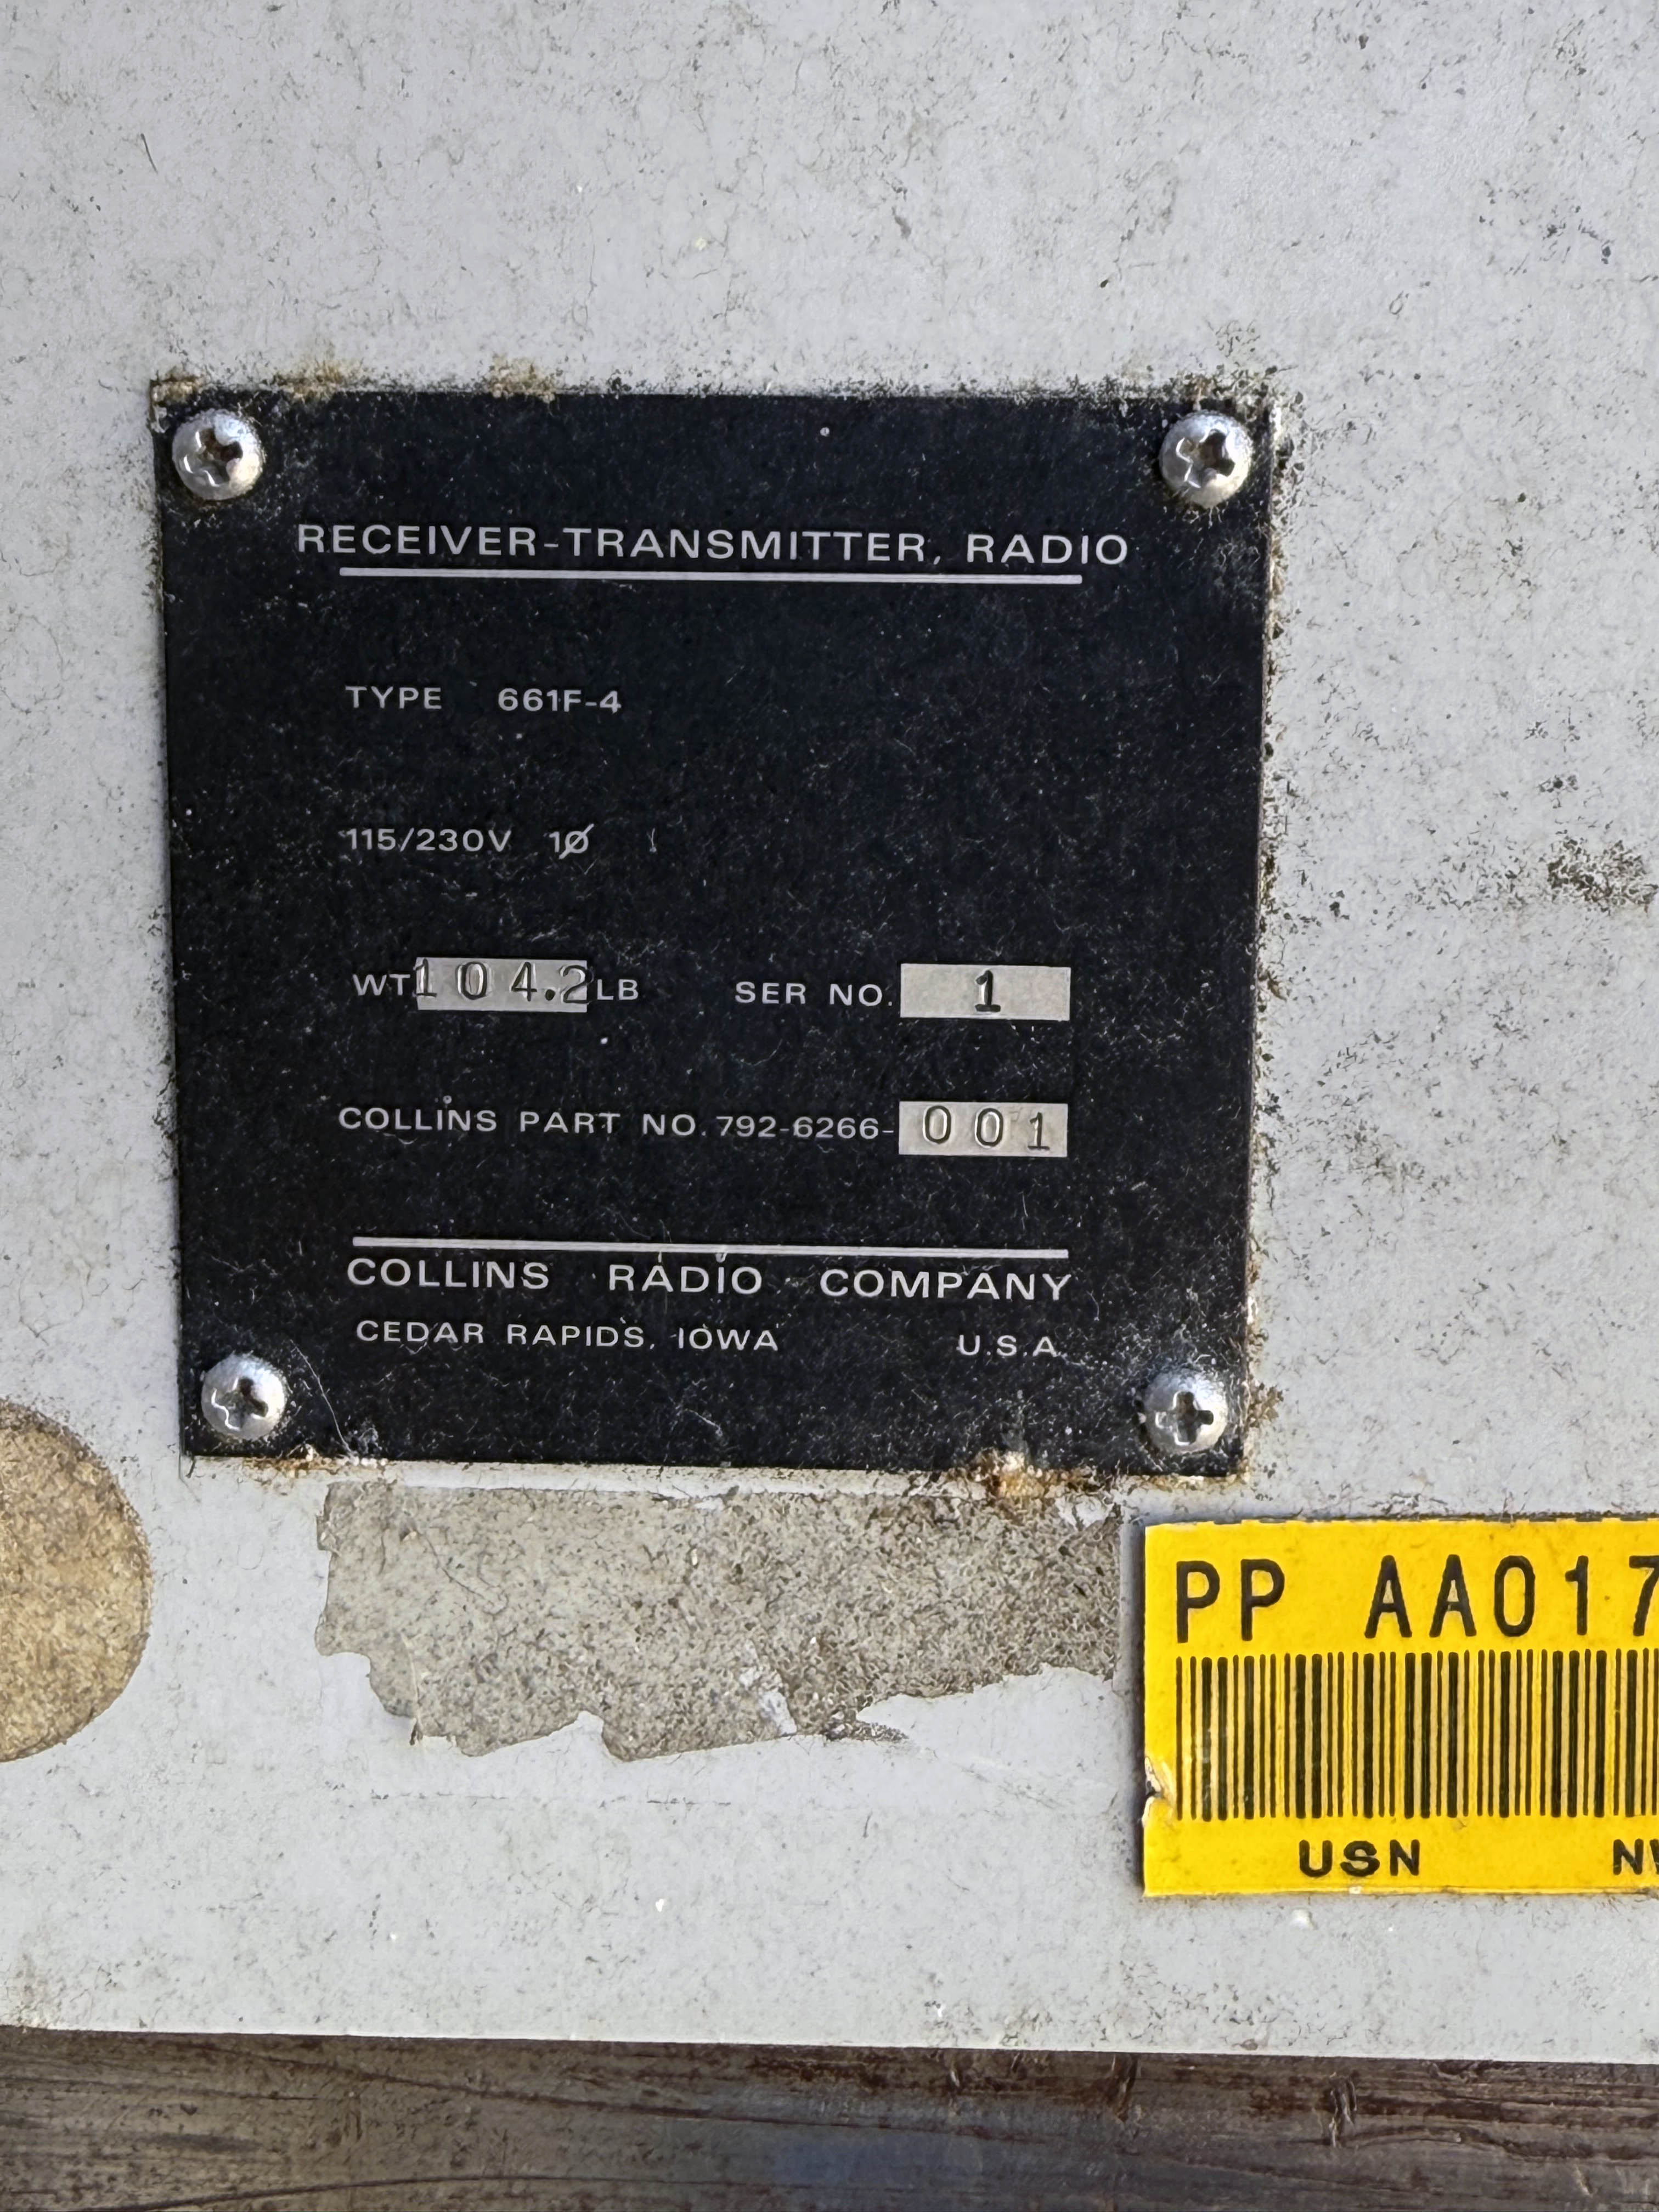 RECEIVER-TRANSMITTER, RADIO
TYPE 661F-4
115/230V 1Ø
WT 104.2 LB SER NO. 1
COLLINS PART NO. 792-6266-001
COLLINS RADIO COMPANY
CEDAR RAPIDS, IOWA U.S.A.
PP AA017
USN